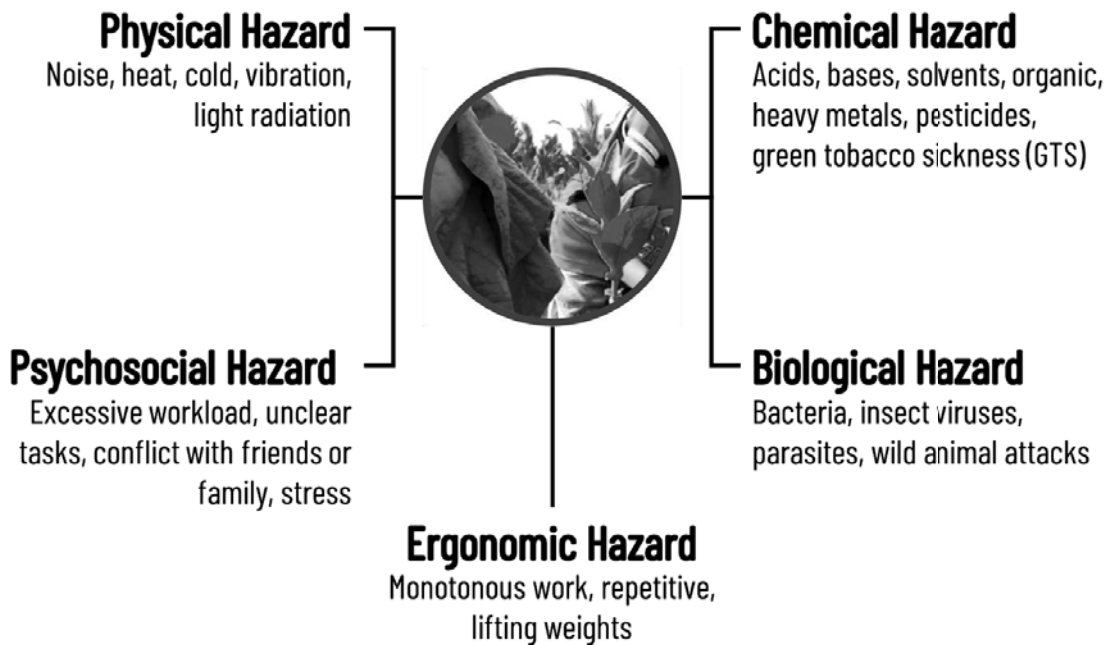 Physical Hazard
Noise, heat, cold, vibration,
light radiation
Chemical Hazard
Acids, bases, solvents, organic,
heavy metals, pesticides,
green tobacco sickness (GTS)
Psychosocial Hazard
Excessive workload, unclear
tasks, conflict with friends or
family, stress
Biological Hazard
Bacteria, insect viruses,
parasites, wild animal attacks
Ergonomic Hazard
Monotonous work, repetitive,
lifting weights